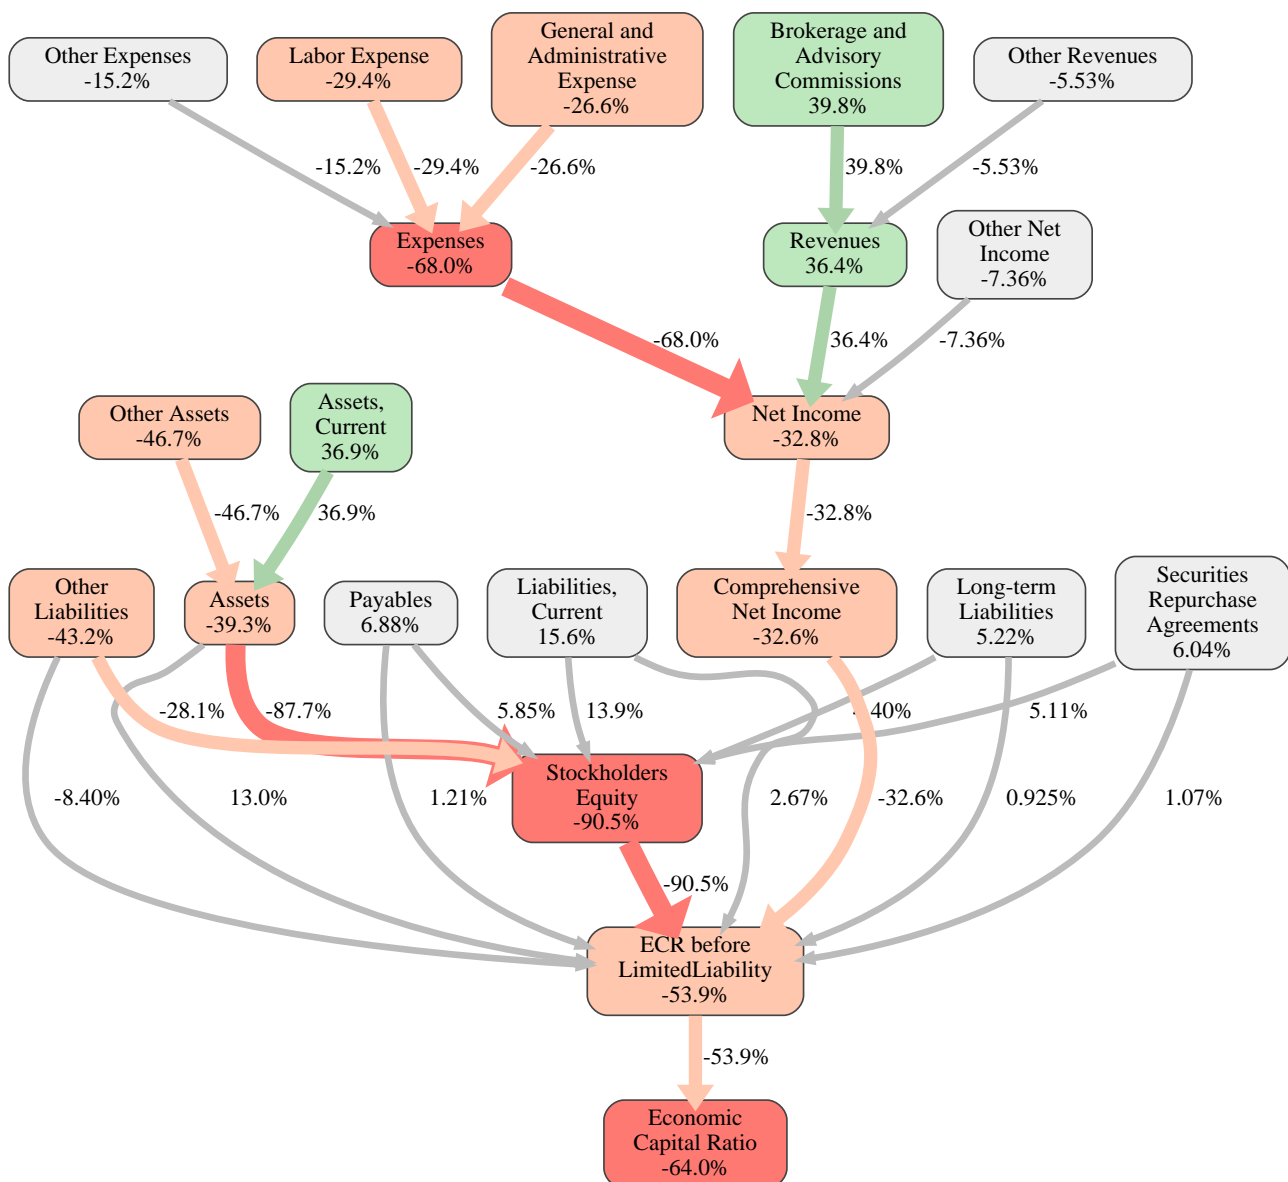 Other Expenses
-15.2%
Labor Expense
-29.4%
General and
Administrative
Expense
-26.6%
Brokerage and
Advisory
Commissions
39.8%
Other Revenues
-5.53%
-15.2%
-29.4%
-26.6%
39.8%
-5.53%
Expenses
-68.0%
Revenues
36.4%
Other Net
Income
-7.36%
-68.0%
36.4%
-7.36%
Other Assets
-46.7%
Assets,
Current
36.9%
Net Income
-32.8%
-46.7%
36.9%
-32.8%
Other
Liabilities
-43.2%
Assets
-39.3%
Payables
6.88%
Liabilities,
Current
15.6%
Comprehensive
Net Income
-32.6%
Long-term
Liabilities
5.22%
Securities
Repurchase
Agreements
6.04%
-28.1%
-87.7%
5.85%
13.9%
5.11%
Stockholders
Equity
-90.5%
-8.40%
13.0%
1.21%
2.67%
-32.6%
0.925%
1.07%
-90.5%
ECR before
LimitedLiability
-53.9%
-53.9%
Economic
Capital Ratio
-64.0%